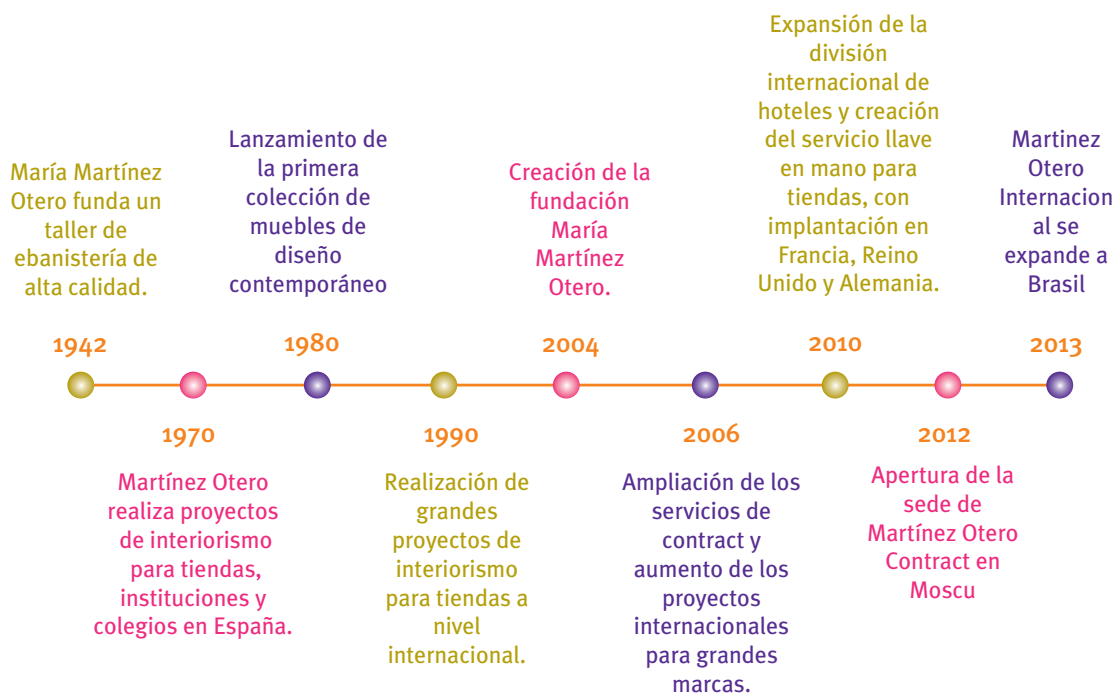 1942
María Martínez
Otero funda un
taller de
ebanistería de
alta calidad.
1970
Martínez Otero
realiza proyectos
de interiorismo
para tiendas,
instituciones y
colegios en España.
1980
Lanzamiento de
la primera
colección de
muebles de
diseño
contemporáneo
1990
Realización de
grandes
proyectos de
interiorismo
para tiendas a
nivel
internacional.
2004
Creación de la
fundación
María
Martínez
Otero.
2006
Ampliación de los
servicios de
contract y
aumento de los
proyectos
internacionales
para grandes
marcas.
2010
Expansión de la
división
internacional de
hoteles y creación
del servicio llave
en mano para
tiendas, con
implantación en
Francia, Reino
Unido y Alemania.
2012
Apertura de la
sede de
Martínez Otero
Contract en
Moscu
2013
Martinez
Otero
Internacion
al se
expande a
Brasil